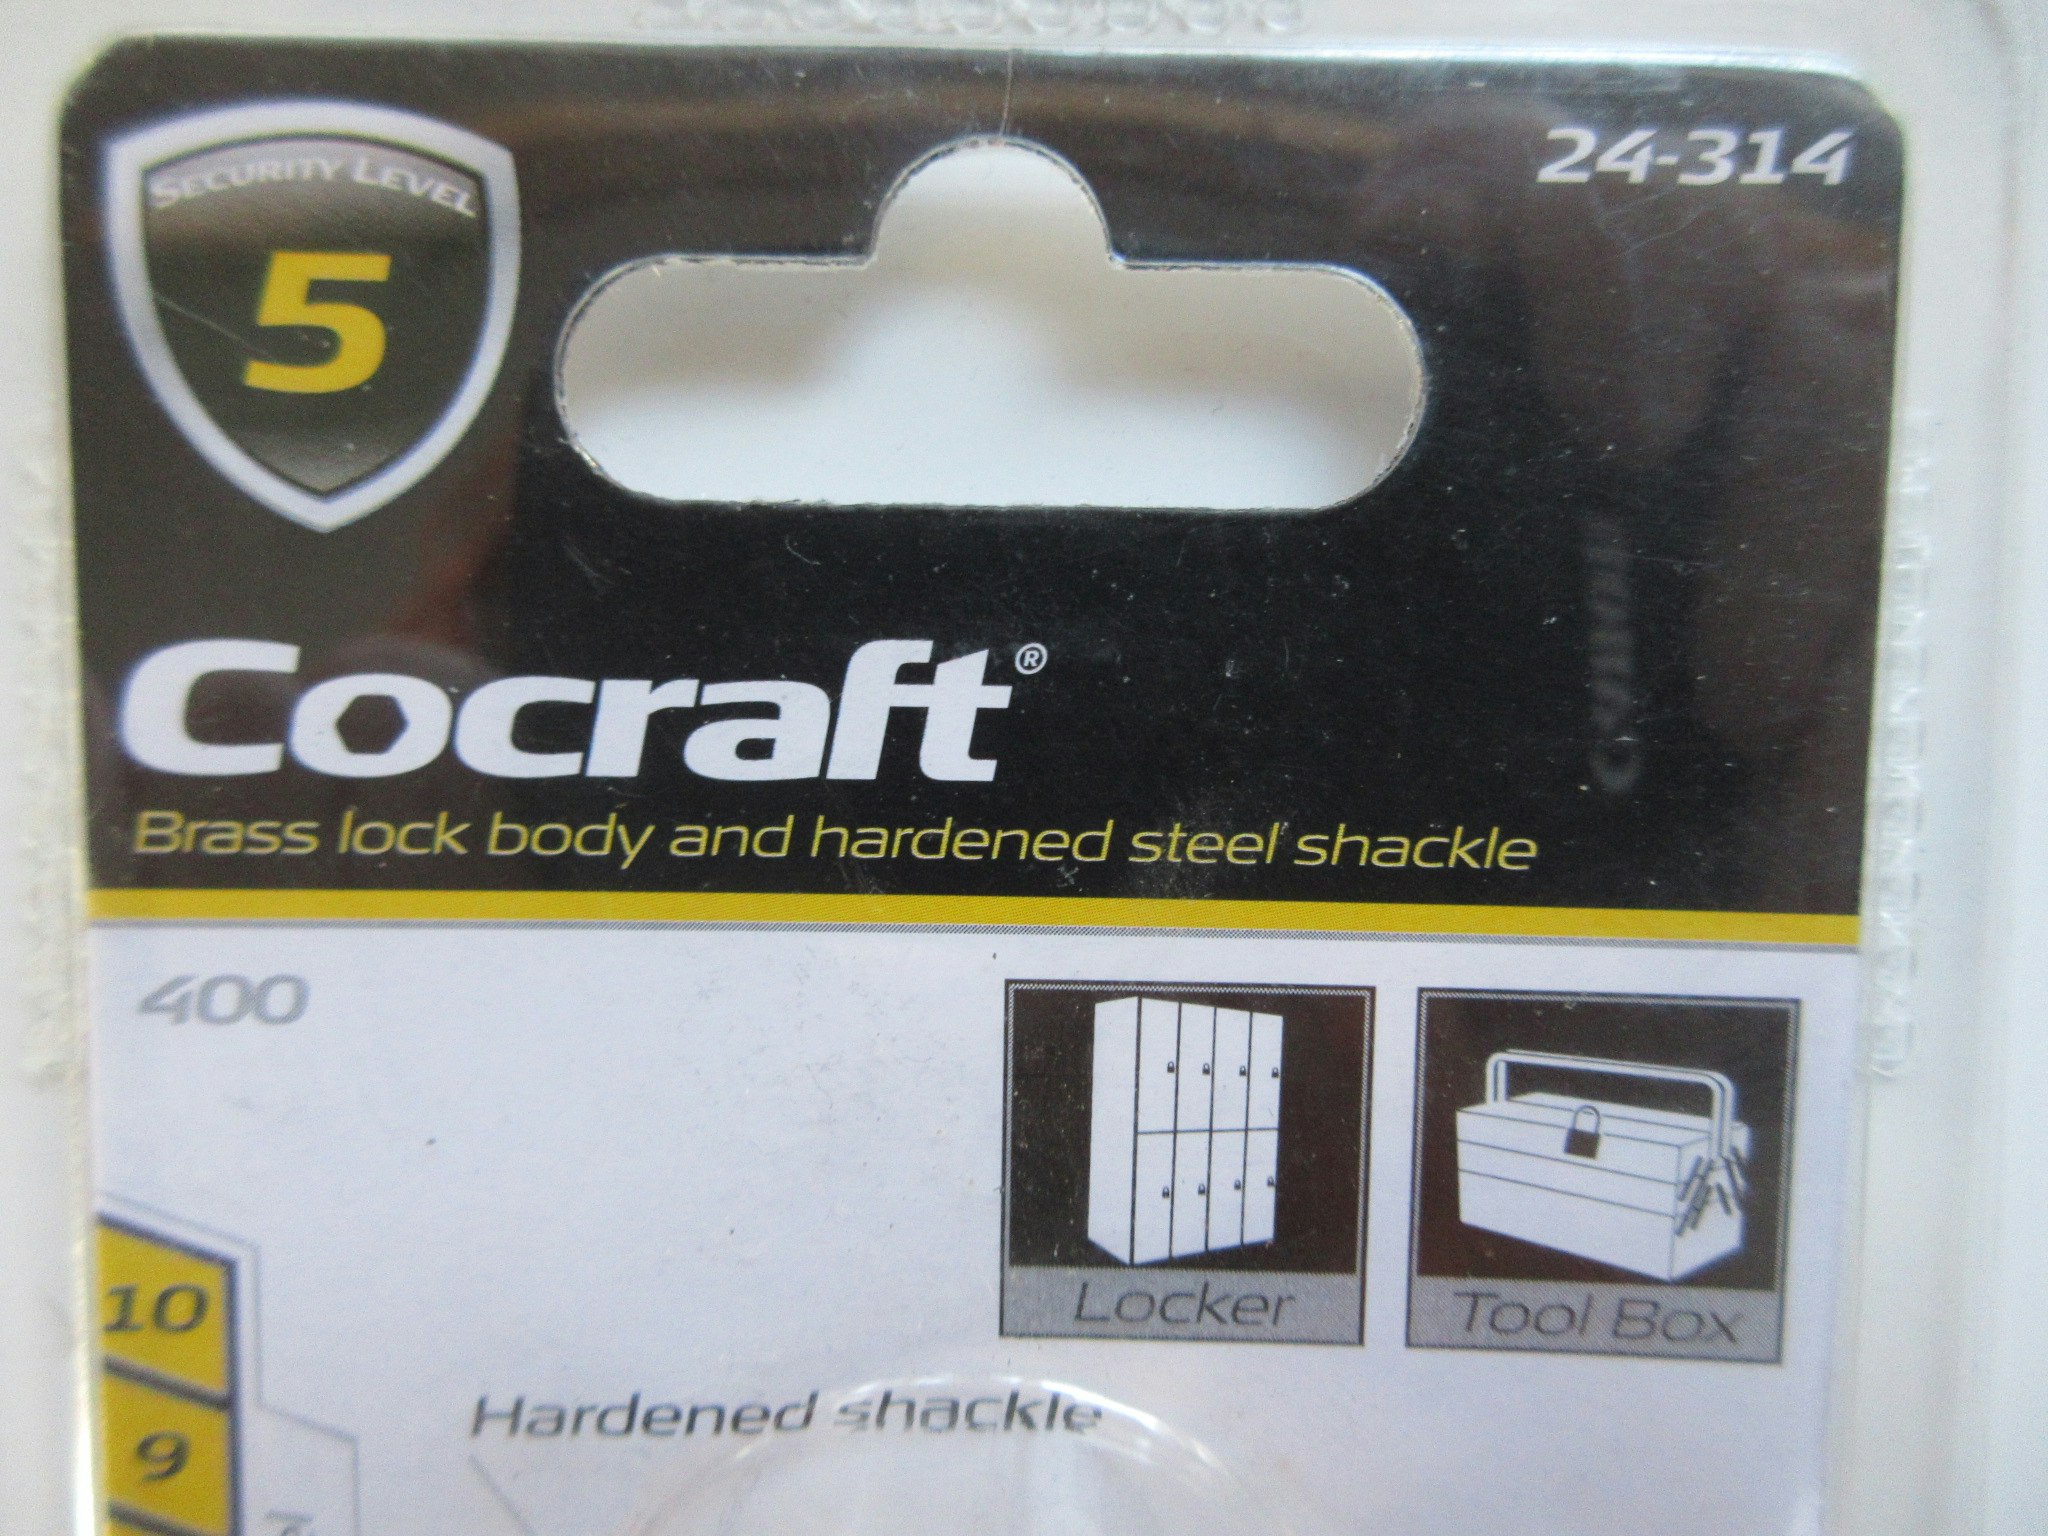 SECURITY LEVEL
5
24-314
Cocraft®
Brass lock body and hardened steel shackle
400
Locker
Tool Box
10
9
Hardened shackle